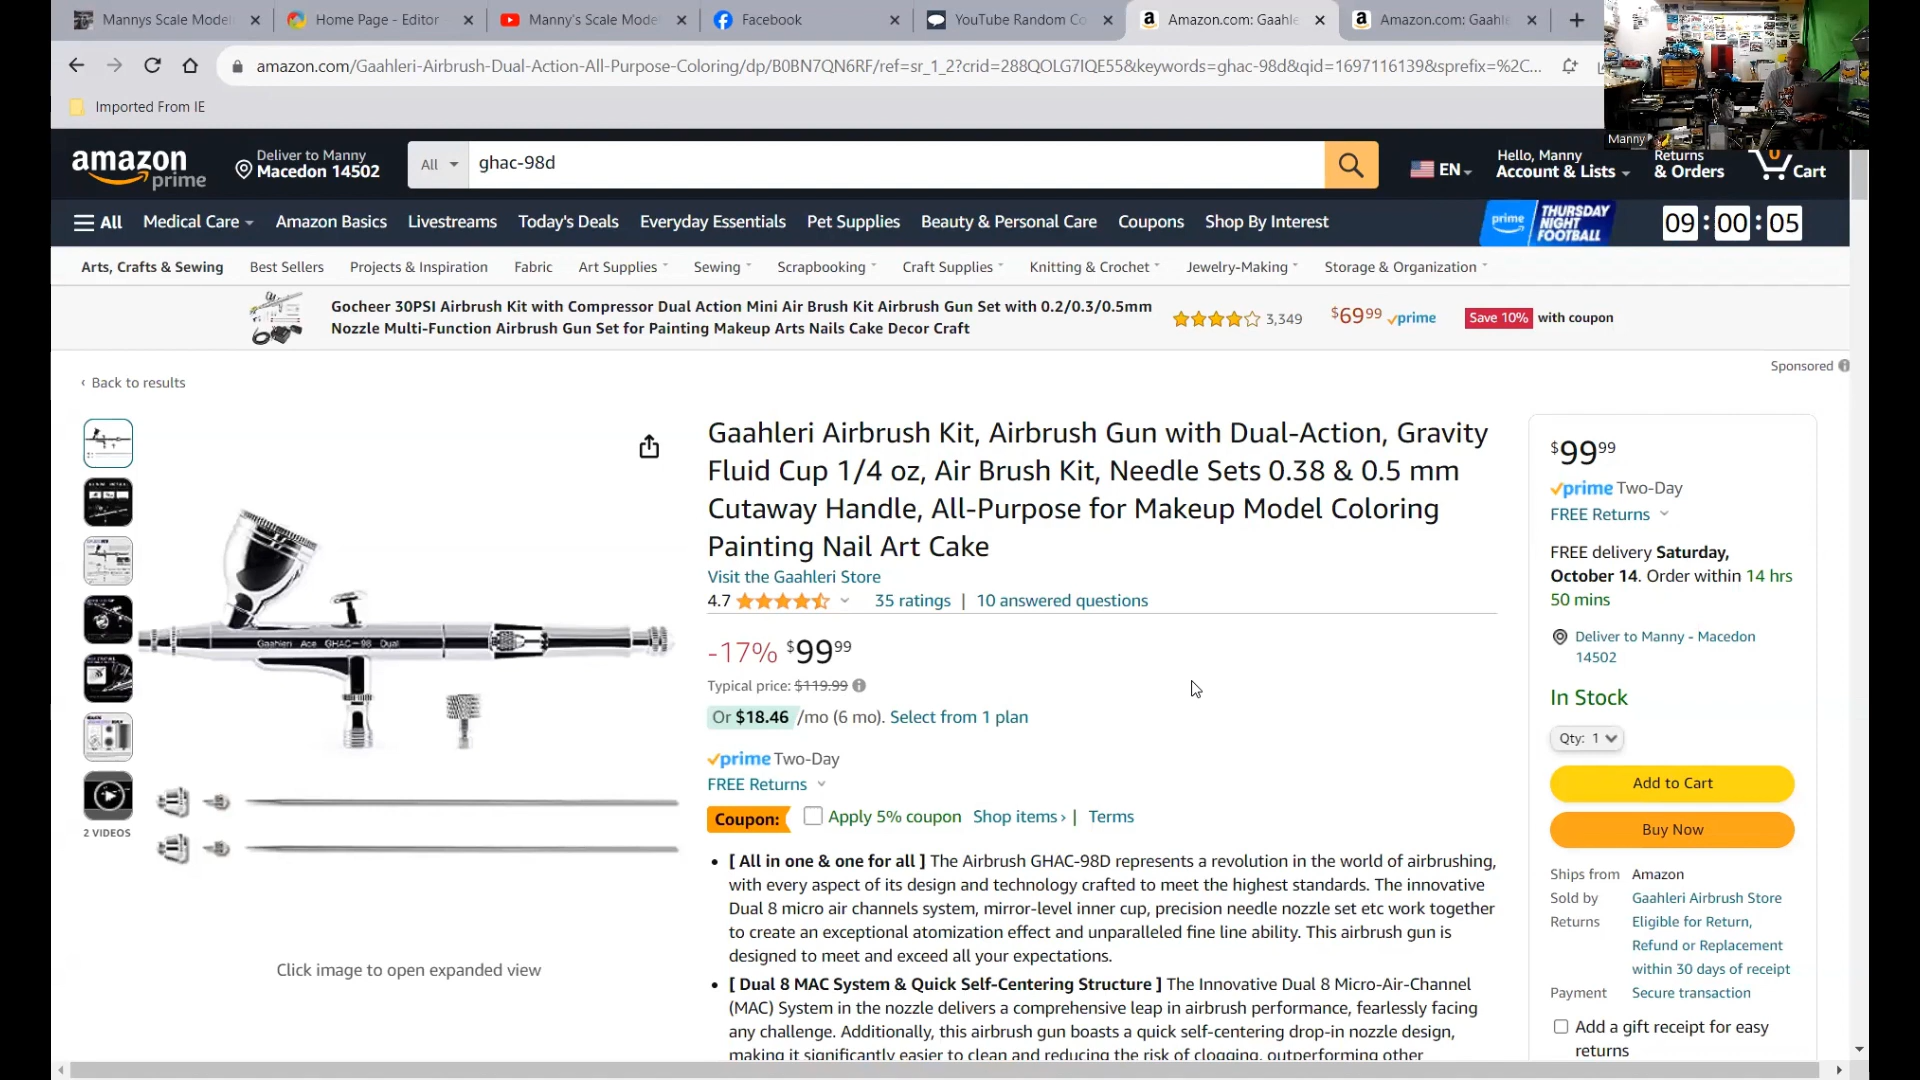 Mannys Scale Model
Home Page - Editor
Manny's Scale Mode
Facebook
YouTube Random Co
Amazon.com: Gaahle
Amazon.com: Gaahle
amazon.com/Gaahleri-Airbrush-Dual-Action-All-Purpose-Coloring/dp/B0BN7QN6RF/ref=sr_1_2?crid=288QOLG7IQE55&keywords=ghac-98d&qid=1697116139&sprefix=%2C...
Imported From IE
Manny
amazon prime
Deliver to Manny
Macedon 14502
All
ghac-98d
EN
Hello, Manny
Account & Lists
Returns
& Orders
0
Cart
All
Medical Care
Amazon Basics
Livestreams
Today's Deals
Everyday Essentials
Pet Supplies
Beauty & Personal Care
Coupons
Shop By Interest
prime
THURSDAY
NIGHT
FOOTBALL
09 : 00 : 05
Arts, Crafts & Sewing
Best Sellers
Projects & Inspiration
Fabric
Art Supplies
Sewing
Scrapbooking
Craft Supplies
Knitting & Crochet
Jewelry-Making
Storage & Organization
Gocheer 30PSI Airbrush Kit with Compressor Dual Action Mini Air Brush Kit Airbrush Gun Set with 0.2/0.3/0.5mm
Nozzle Multi-Function Airbrush Gun Set for Painting Makeup Arts Nails Cake Decor Craft
3,349
$69 99 prime
Save 10% with coupon
Sponsored
‹ Back to results
Gaahleri Ace GHAC-98 Dual
2 VIDEOS
Click image to open expanded view
Gaahleri Airbrush Kit, Airbrush Gun with Dual-Action, Gravity
Fluid Cup 1/4 oz, Air Brush Kit, Needle Sets 0.38 & 0.5 mm
Cutaway Handle, All-Purpose for Makeup Model Coloring
Painting Nail Art Cake
Visit the Gaahleri Store
4.7
35 ratings | 10 answered questions
-17% $99 99
Typical price: $119.99
Or $18.46 /mo (6 mo). Select from 1 plan
prime Two-Day
FREE Returns
Coupon: Apply 5% coupon Shop items › | Terms
• [ All in one & one for all ] The Airbrush GHAC-98D represents a revolution in the world of airbrushing,
with every aspect of its design and technology crafted to meet the highest standards. The innovative
Dual 8 micro air channels system, mirror-level inner cup, precision needle nozzle set etc work together
to create an exceptional atomization effect and unparalleled fine line ability. This airbrush gun is
designed to meet and exceed all your expectations.
• [ Dual 8 MAC System & Quick Self-Centering Structure ] The Innovative Dual 8 Micro-Air-Channel
(MAC) System in the nozzle delivers a comprehensive leap in airbrush performance, fearlessly facing
any challenge. Additionally, this airbrush gun boasts a quick self-centering drop-in nozzle design,
making it significantly easier to clean and reducing the risk of clogging, outperforming other
$99 99
prime Two-Day
FREE Returns
FREE delivery Saturday,
October 14. Order within 14 hrs
50 mins
Deliver to Manny - Macedon
14502
In Stock
Qty: 1
Add to Cart
Buy Now
Ships from Amazon
Sold by Gaahleri Airbrush Store
Returns Eligible for Return,
Refund or Replacement
within 30 days of receipt
Payment Secure transaction
Add a gift receipt for easy
returns